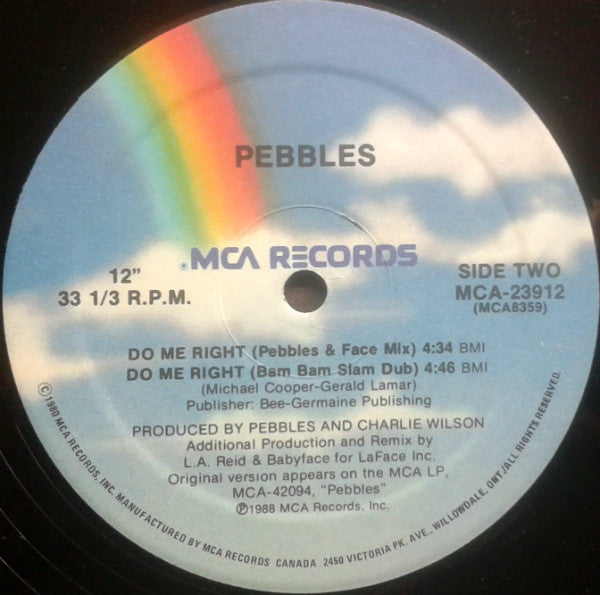 PEBBLES
MCA RECORDS
12"
33 1/3 R.P.M.
SIDE TWO
MCA-23912
(MCA8359)
DO ME RIGHT (Pebbles & Face Mix) 4:34 BMI
DO ME RIGHT (Bam Bam Slam Dub) 4:46 BMI
(Michael Cooper-Gerald Lamar)
Publisher: Bee-Germaine Publishing
PRODUCED BY PEBBLES AND CHARLIE WILSON
Additional Production and Remix by
L.A. Reid & Babyface for LaFace Inc.
Original version appears on the MCA LP,
MCA-42094, "Pebbles"
℗1988 MCA Records, Inc.
©1980 MCA RECORDS, INC. MANUFACTURED BY MCA RECORDS CANADA 2450 VICTORIA PK. AVE., WILLOWDALE, ONT./ALL RIGHTS RESERVED.